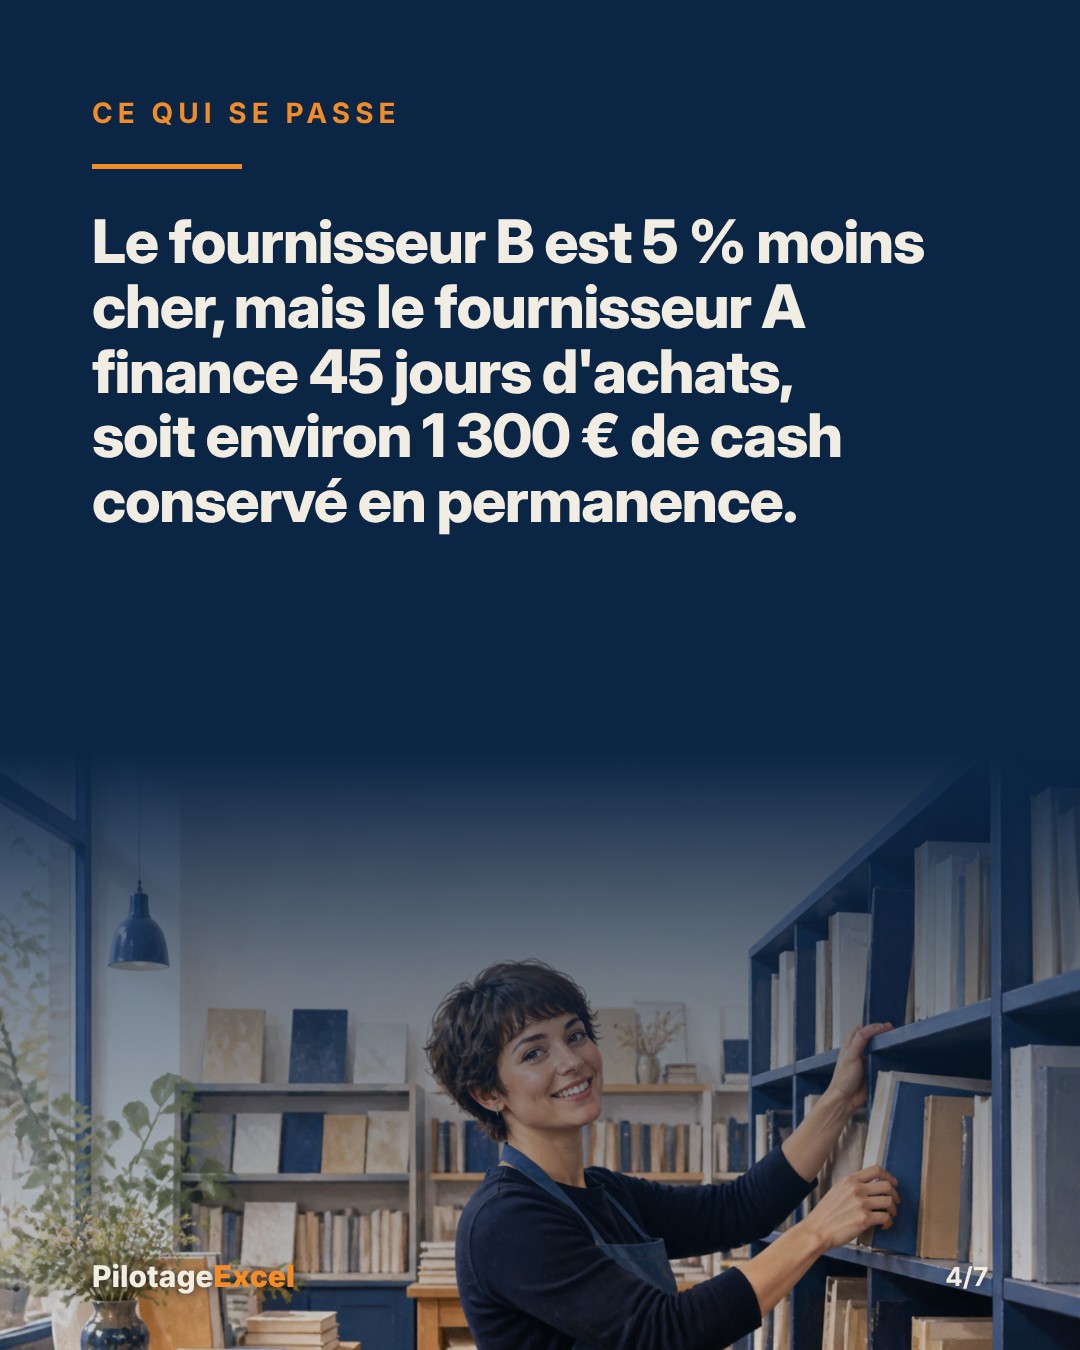 CE QUI SE PASSE
Le fournisseur B est 5 % moins
cher, mais le fournisseur A
finance 45 jours d'achats,
soit environ 1 300 € de cash
conservé en permanence.
PilotageExcel
4/7